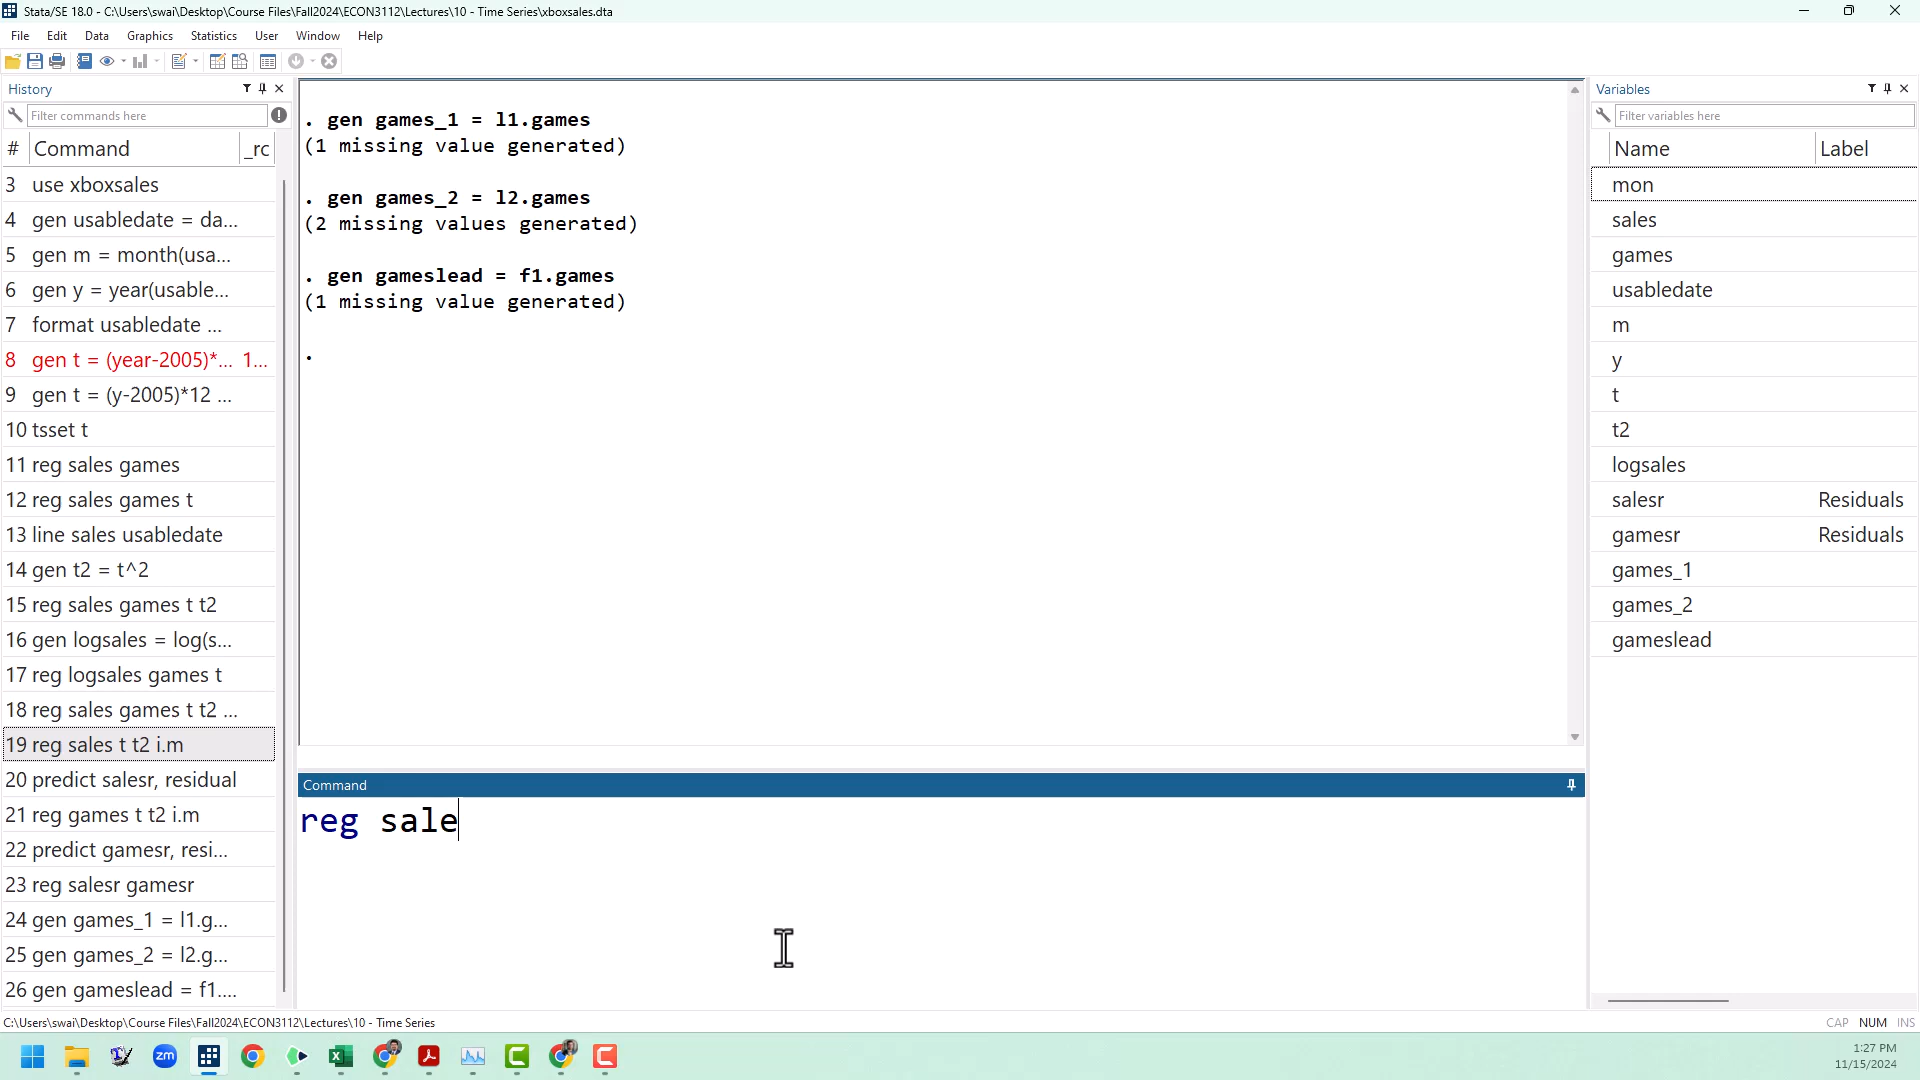 Stata/SE 18.0 - C:\Users\swai\Desktop\Course Files\Fall2024\ECON3112\Lectures\10 - Time Series\xboxsales.dta
File Edit Data Graphics Statistics User Window Help
History
Filter commands here
# Command _rc
3 use xboxsales
4 gen usabledate = da...
5 gen m = month(usa...
6 gen y = year(usable...
7 format usabledate ...
8 gen t = (year-2005)*... 1...
9 gen t = (y-2005)*12 ...
10 tsset t
11 reg sales games
12 reg sales games t
13 line sales usabledate
14 gen t2 = t^2
15 reg sales games t t2
16 gen logsales = log(s...
17 reg logsales games t
18 reg sales games t t2 ...
19 reg sales t t2 i.m
20 predict salesr, residual
21 reg games t t2 i.m
22 predict gamesr, resi...
23 reg salesr gamesr
24 gen games_1 = l1.g...
25 gen games_2 = l2.g...
26 gen gameslead = f1....
. gen games_1 = l1.games
(1 missing value generated)
. gen games_2 = l2.games
(2 missing values generated)
. gen gameslead = f1.games
(1 missing value generated)
.
Command
reg sale
Variables
Filter variables here
Name Label
mon
sales
games
usabledate
m
y
t
t2
logsales
salesr Residuals
gamesr Residuals
games_1
games_2
gameslead
C:\Users\swai\Desktop\Course Files\Fall2024\ECON3112\Lectures\10 - Time Series
CAP NUM INS
zm
1:27 PM
11/15/2024